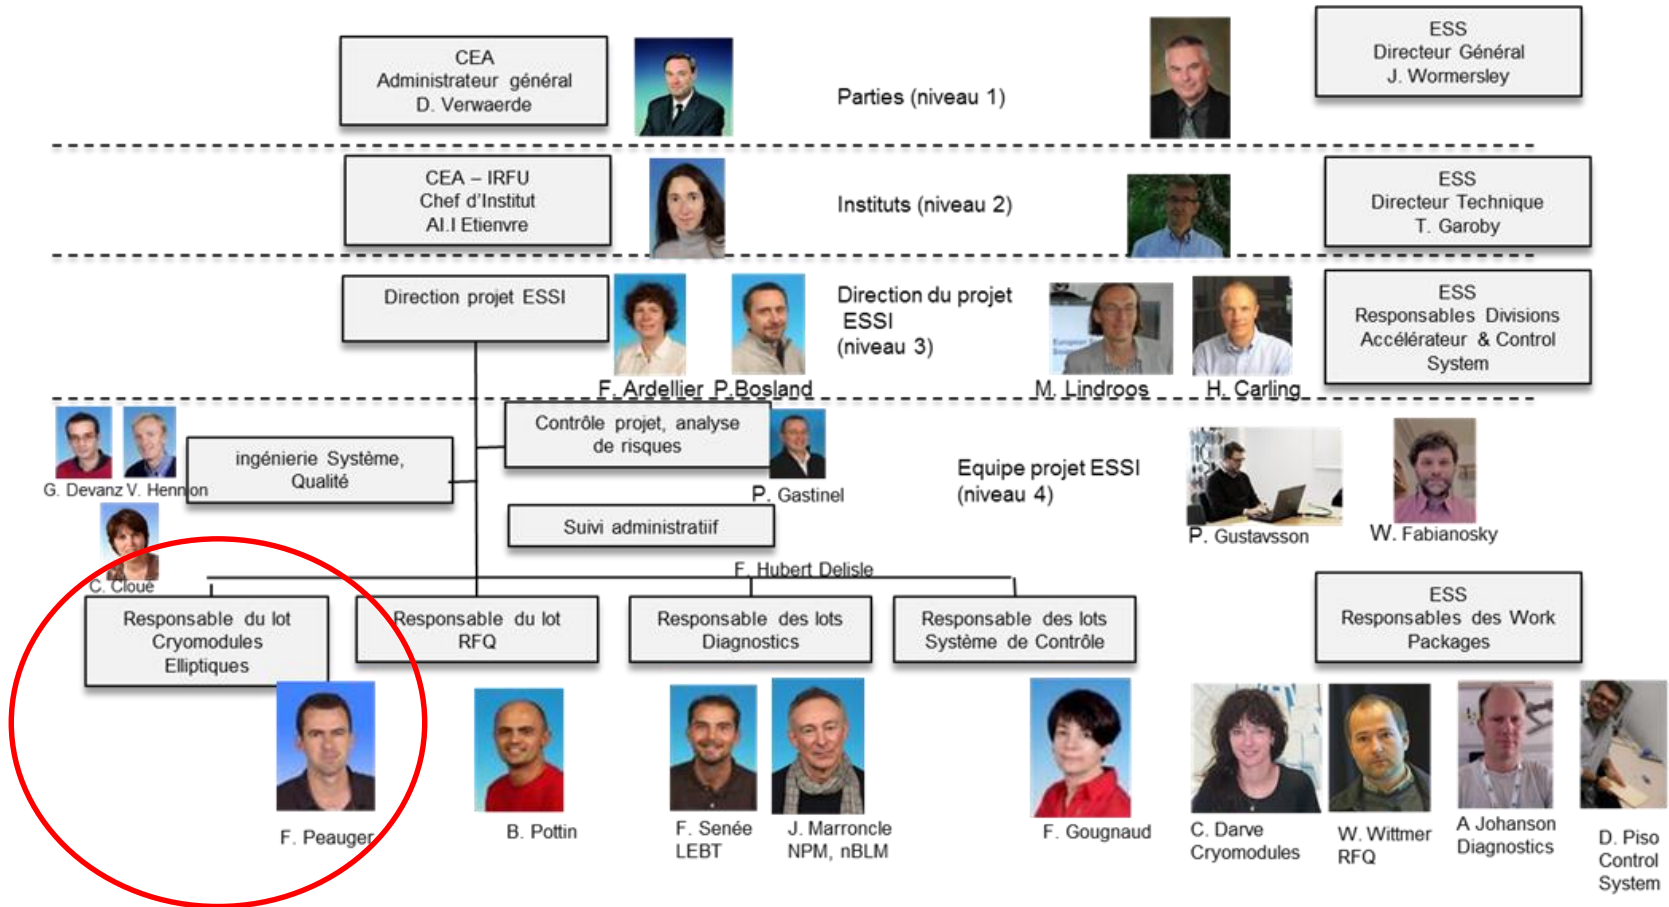 CEA
Administrateur général
D. Verwaerde
Parties (niveau 1)
ESS
Directeur Général
J. Wormersley
CEA – IRFU
Chef d'Institut
AI.I Etienvre
Instituts (niveau 2)
ESS
Directeur Technique
T. Garoby
Direction projet ESSI
F. Ardellier
P.Bosland
Direction du projet
ESSI
(niveau 3)
M. Lindroos
H. Carling
ESS
Responsables Divisions
Accélérateur & Control
System
G. Devanz
V. Hennion
ingénierie Système,
Qualité
Contrôle projet, analyse
de risques
P. Gastinel
Equipe projet ESSI
(niveau 4)
P. Gustavsson
W. Fabianosky
Suivi administratiif
C. Cloué
F. Hubert Delisle
Responsable du lot
Cryomodules
Elliptiques
F. Peauger
Responsable du lot
RFQ
B. Pottin
Responsable des lots
Diagnostics
F. Senée
LEBT
J. Marroncle
NPM, nBLM
Responsable des lots
Système de Contrôle
F. Gougnaud
ESS
Responsables des Work
Packages
C. Darve
Cryomodules
W. Wittmer
RFQ
A Johanson
Diagnostics
D. Piso
Control
System